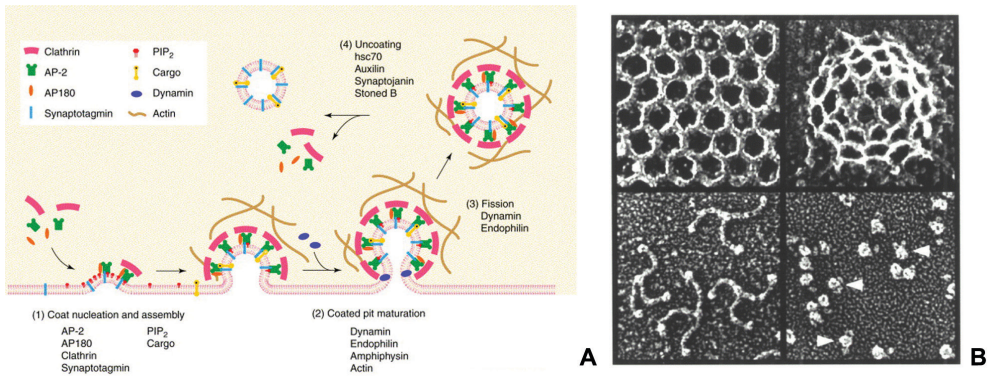 Clathrin
AP-2
AP180
Synaptotagmin
PIP2
Cargo
Dynamin
Actin
(4) Uncoating
hsc70
Auxilin
Synaptojanin
Stoned B
(3) Fission
Dynamin
Endophilin
(1) Coat nucleation and assembly
AP-2
AP180
Clathrin
Synaptotagmin
PIP2
Cargo
(2) Coated pit maturation
Dynamin
Endophilin
Amphiphysin
Actin
A
B